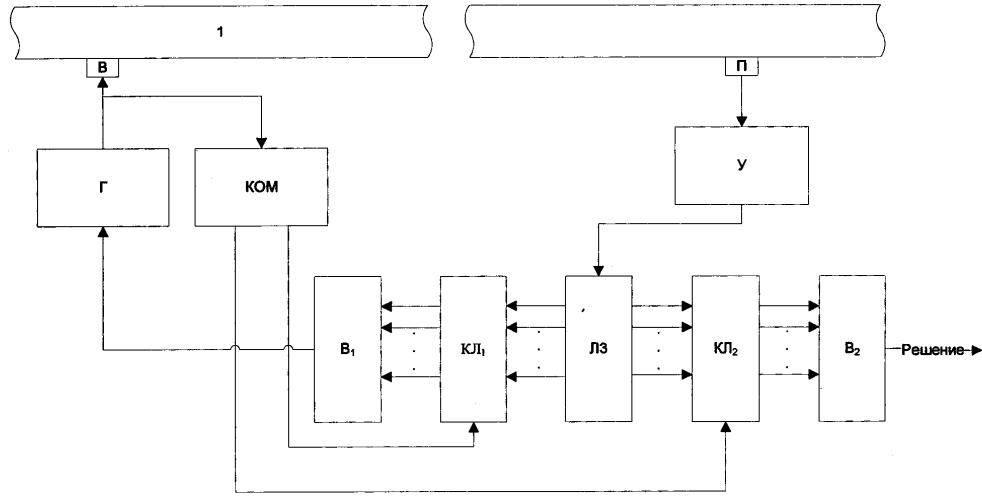 1
В
П
Г
КОМ
У
В₁
КЛ₁
ЛЗ
КЛ₂
В₂
Решение